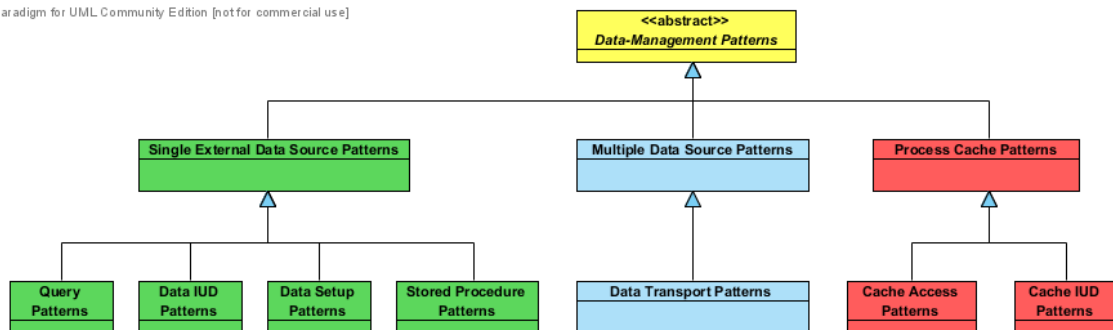 aradigm for UML Community Edition [not for commercial use]
<<abstract>>
Data-Management Patterns
Single External Data Source Patterns
Multiple Data Source Patterns
Process Cache Patterns
Query
Patterns
Data IUD
Patterns
Data Setup
Patterns
Stored Procedure
Patterns
Data Transport Patterns
Cache Access
Patterns
Cache IUD
Patterns